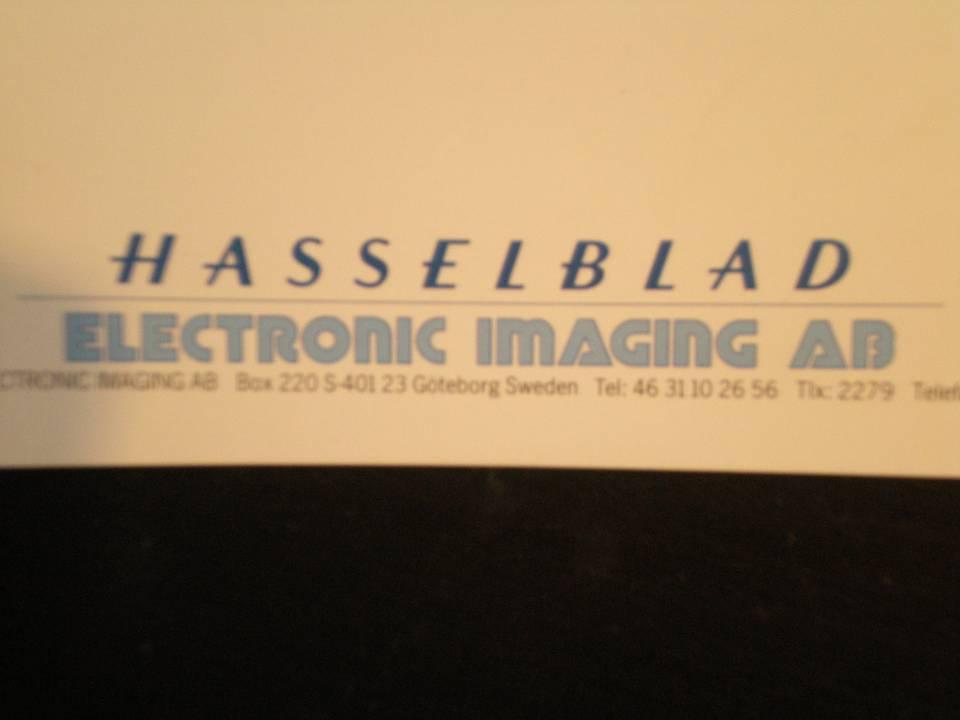 HASSELBLAD
ELECTRONIC IMAGING AB
CTRONIC IMAGING AB Box 220 S-401 23 Göteborg Sweden Tel: 46 31 10 26 56 Tlx: 2279